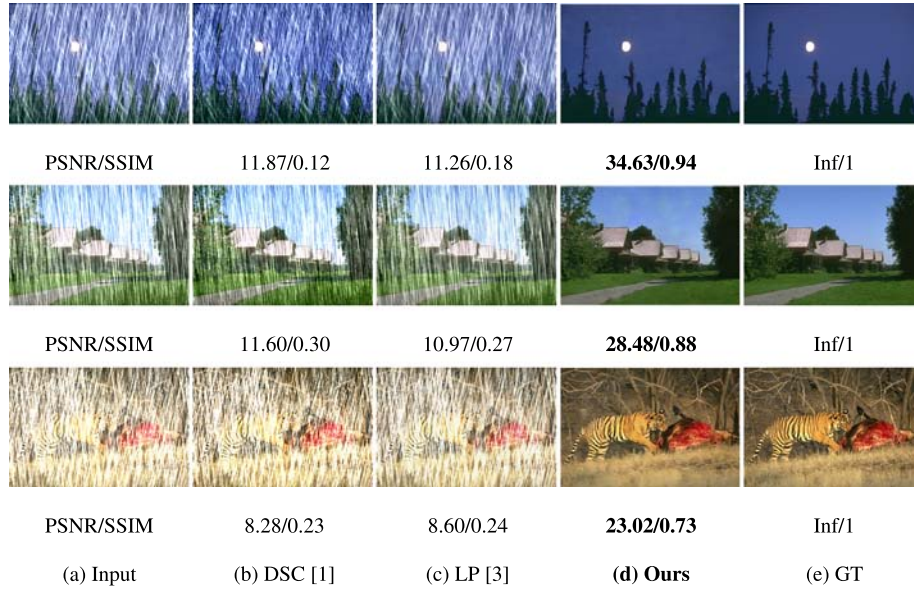 PSNR/SSIM 11.87/0.12 11.26/0.18 34.63/0.94 Inf/1
PSNR/SSIM 11.60/0.30 10.97/0.27 28.48/0.88 Inf/1
PSNR/SSIM 8.28/0.23 8.60/0.24 23.02/0.73 Inf/1
(a) Input (b) DSC [1] (c) LP [3] (d) Ours (e) GT